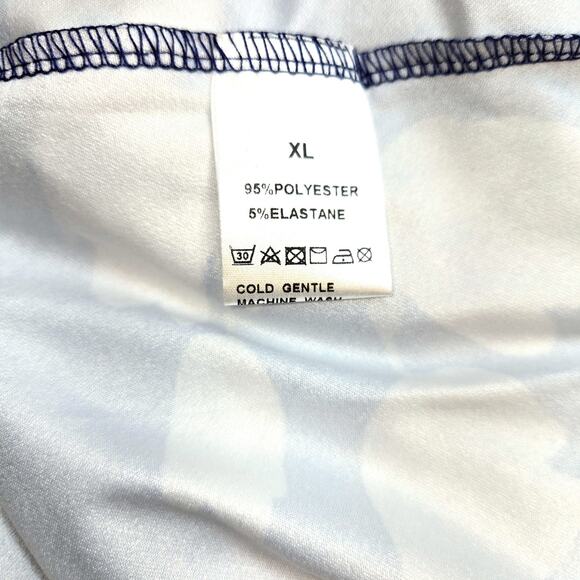 XL
95%POLYESTER
5%ELASTANE
30
COLD GENTLE
MACHINE WASH